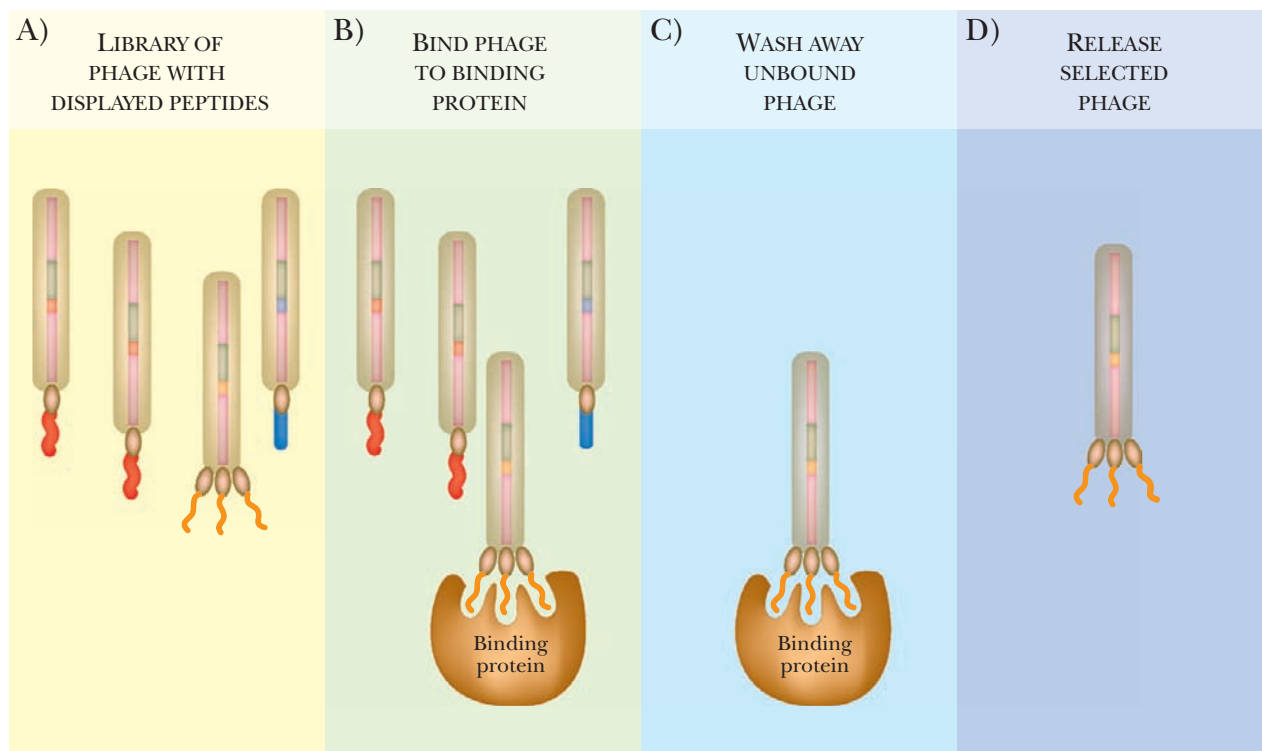 A) LIBRARY OF
PHAGE WITH
DISPLAYED PEPTIDES
B) BIND PHAGE
TO BINDING
PROTEIN
C) WASH AWAY
UNBOUND
PHAGE
D) RELEASE
SELECTED
PHAGE
Binding
protein
Binding
protein